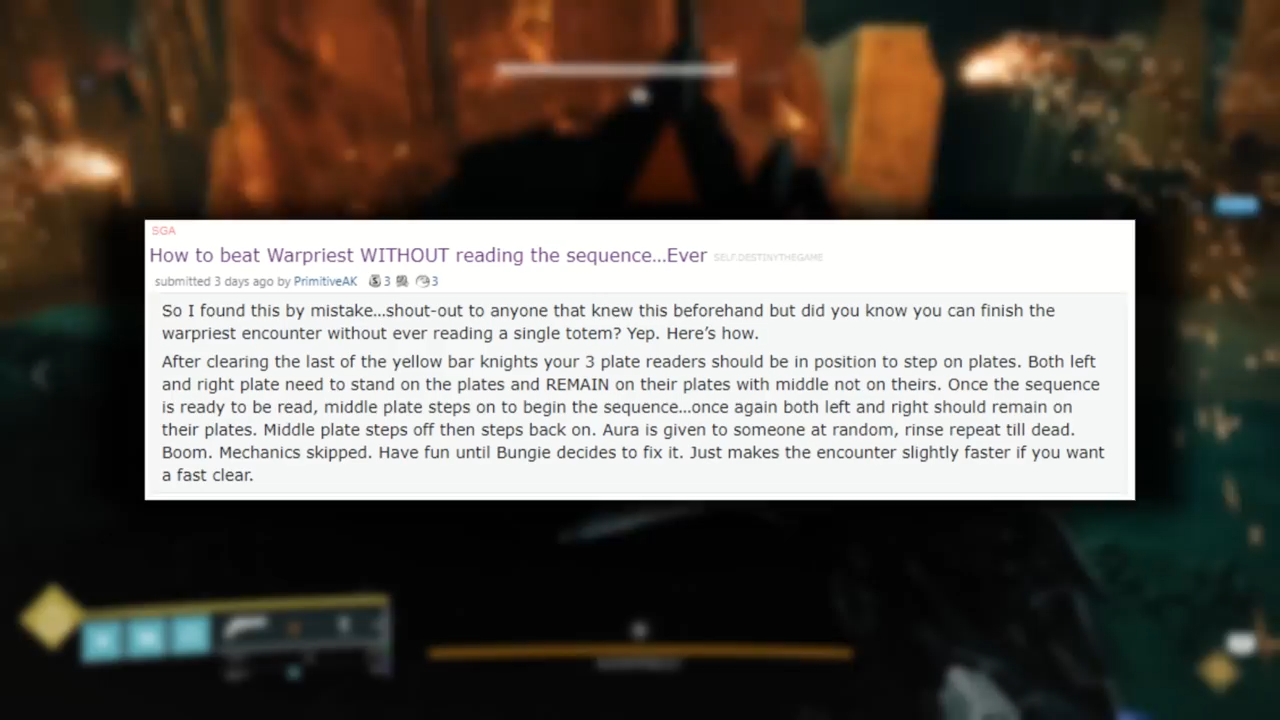 SGA
How to beat Warpriest WITHOUT reading the sequence...Ever SELF.DESTINYTHEGAME
submitted 3 days ago by PrimitiveAK 3 3
So I found this by mistake...shout-out to anyone that knew this beforehand but did you know you can finish the
warpriest encounter without ever reading a single totem? Yep. Here’s how.
After clearing the last of the yellow bar knights your 3 plate readers should be in position to step on plates. Both left
and right plate need to stand on the plates and REMAIN on their plates with middle not on theirs. Once the sequence
is ready to be read, middle plate steps on to begin the sequence...once again both left and right should remain on
their plates. Middle plate steps off then steps back on. Aura is given to someone at random, rinse repeat till dead.
Boom. Mechanics skipped. Have fun until Bungie decides to fix it. Just makes the encounter slightly faster if you want
a fast clear.